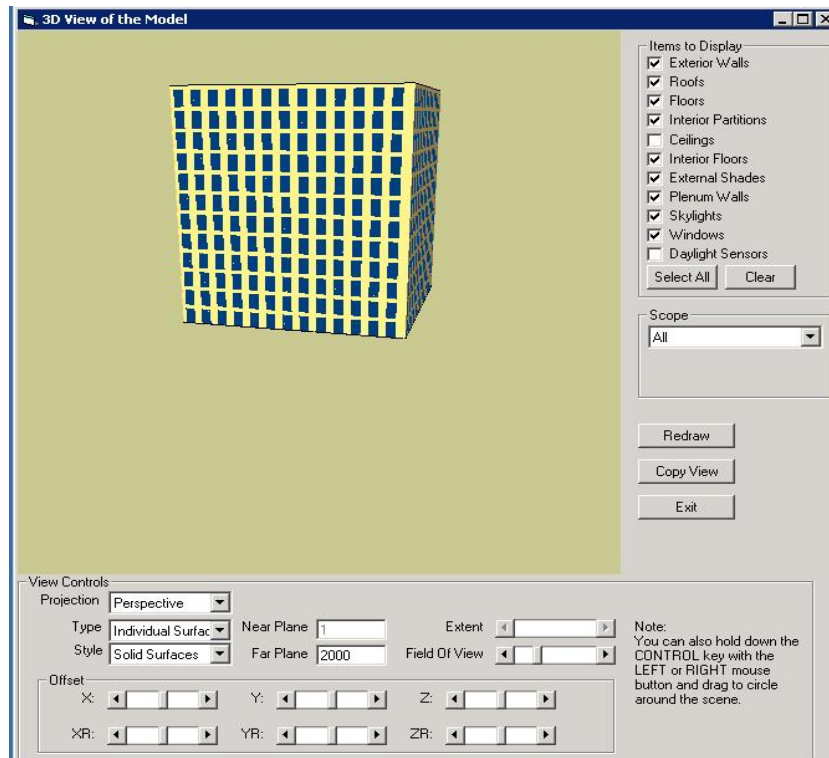 3D View of the Model
Items to Display
Exterior Walls
Roofs
Floors
Interior Partitions
Ceilings
Interior Floors
External Shades
Plenum Walls
Skylights
Windows
Daylight Sensors
Select All Clear
Scope
All
Redraw
Copy View
Exit
View Controls
Projection Perspective
Type Individual Surfac Near Plane 1 Extent
Style Solid Surfaces Far Plane 2000 Field Of View
Note:
You can also hold down the
CONTROL key with the
LEFT or RIGHT mouse
button and drag to circle
around the scene.
Offset
X: Y: Z:
XR: YR: ZR: